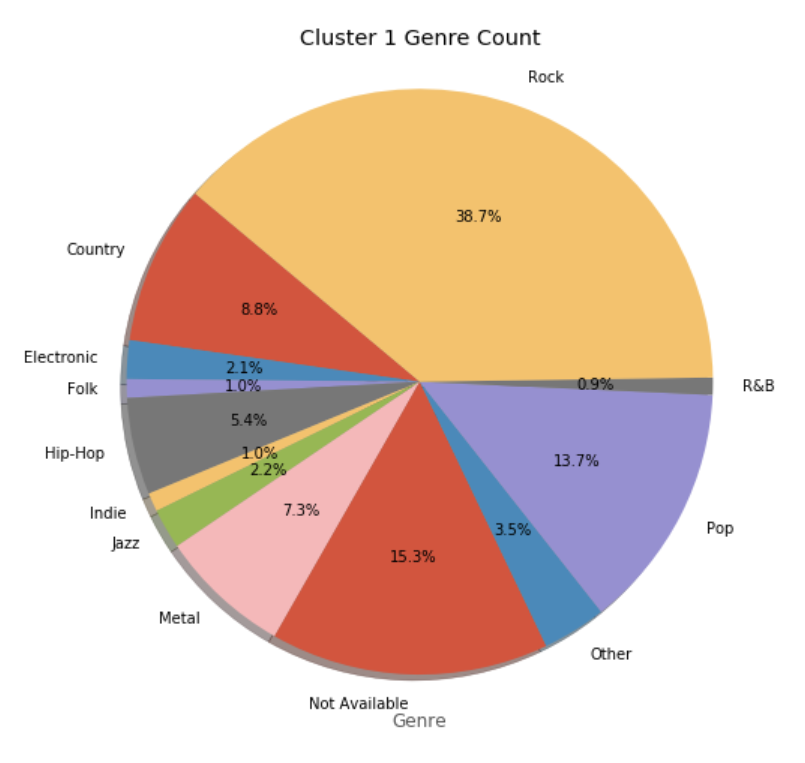 Cluster 1 Genre Count
Rock
38.7%
Country
8.8%
Electronic
2.1%
Folk
1.0%
0.9%
R&B
5.4%
Hip-Hop
1.0%
13.7%
2.2%
Indie
7.3%
Pop
3.5%
Jazz
15.3%
Metal
Other
Not Available
Genre